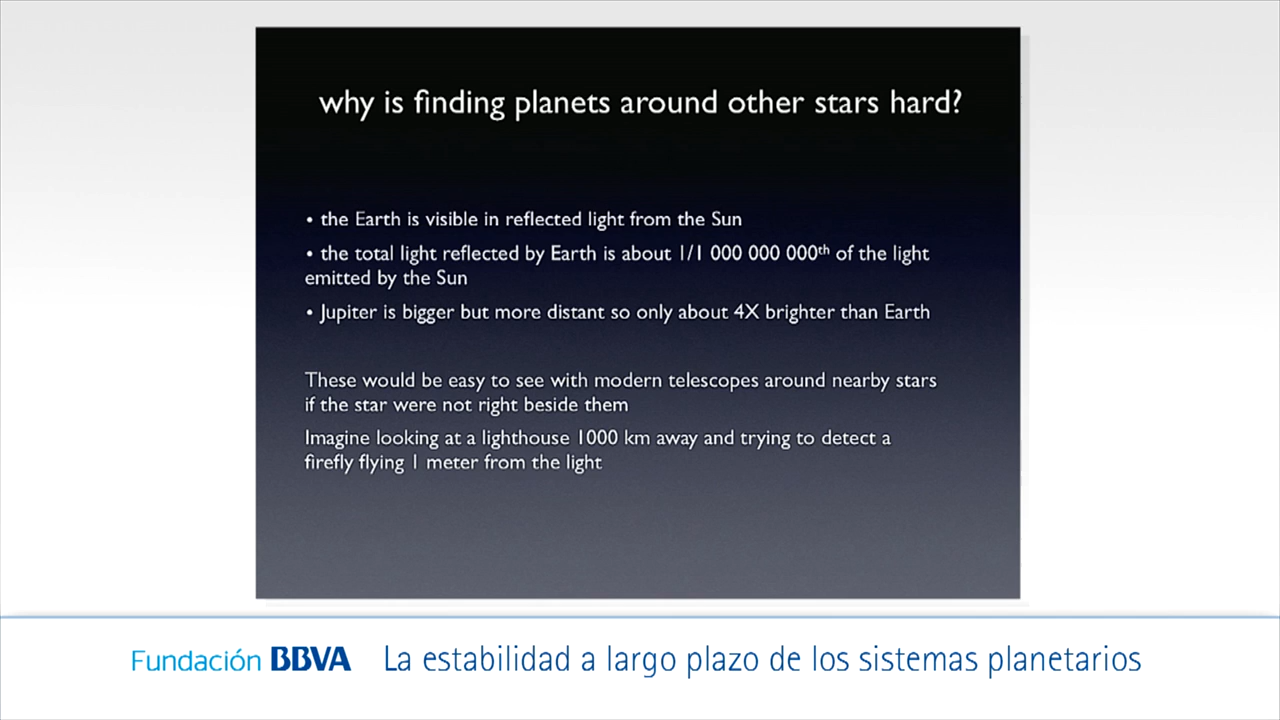 why is finding planets around other stars hard?
• the Earth is visible in reflected light from the Sun
• the total light reflected by Earth is about 1/1 000 000 000th of the light
emitted by the Sun
• Jupiter is bigger but more distant so only about 4X brighter than Earth
These would be easy to see with modern telescopes around nearby stars
if the star were not right beside them
Imagine looking at a lighthouse 1000 km away and trying to detect a
firefly flying 1 meter from the light
Fundación BBVA La estabilidad a largo plazo de los sistemas planetarios